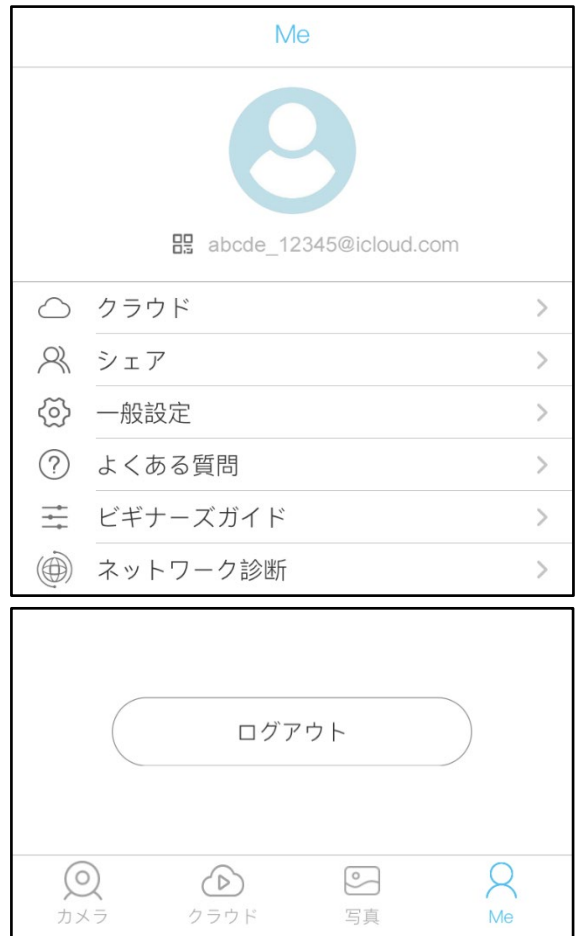 Me
abcde_12345@icloud.com
クラウド
シェア
一般設定
よくある質問
ビギナーズガイド
ネットワーク診断
ログアウト
カメラ
クラウド
写真
Me